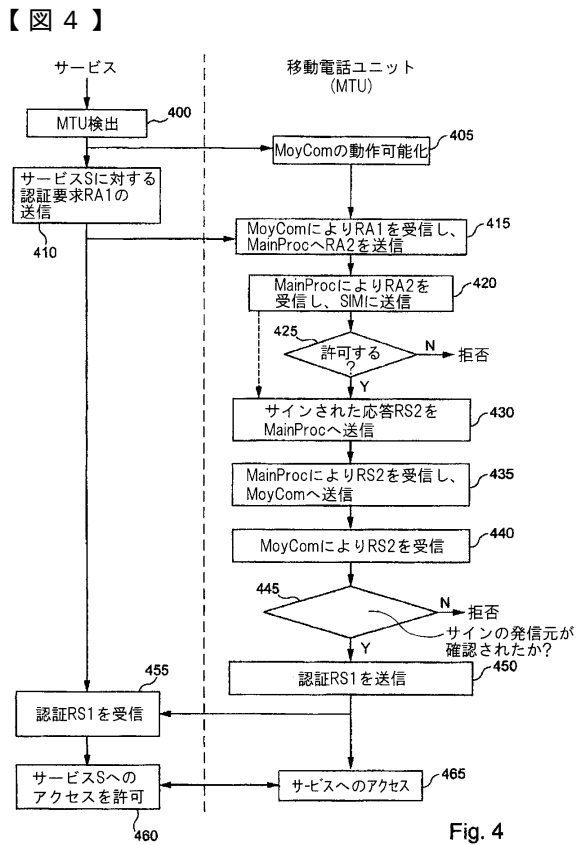 【図４】
サービス
移動電話ユニット
(MTU)
MTU検出
400
MoyComの動作可能化
405
サービスSに対する
認証要求RA1の
送信
410
MoyComによりRA1を受信し、
MainProcへRA2を送信
415
MainProcによりRA2を
受信し、SIMに送信
420
425
許可する
?
N
拒否
Y
サインされた応答RS2を
MainProcへ送信
430
MainProcによりRS2を受信し、
MoyComへ送信
435
MoyComによりRS2を受信
440
445
N
拒否
サインの発信元が
確認されたか?
Y
認証RS1を送信
450
455
認証RS1を受信
サービスSへの
アクセスを許可
460
サービスへのアクセス
465
Fig. 4